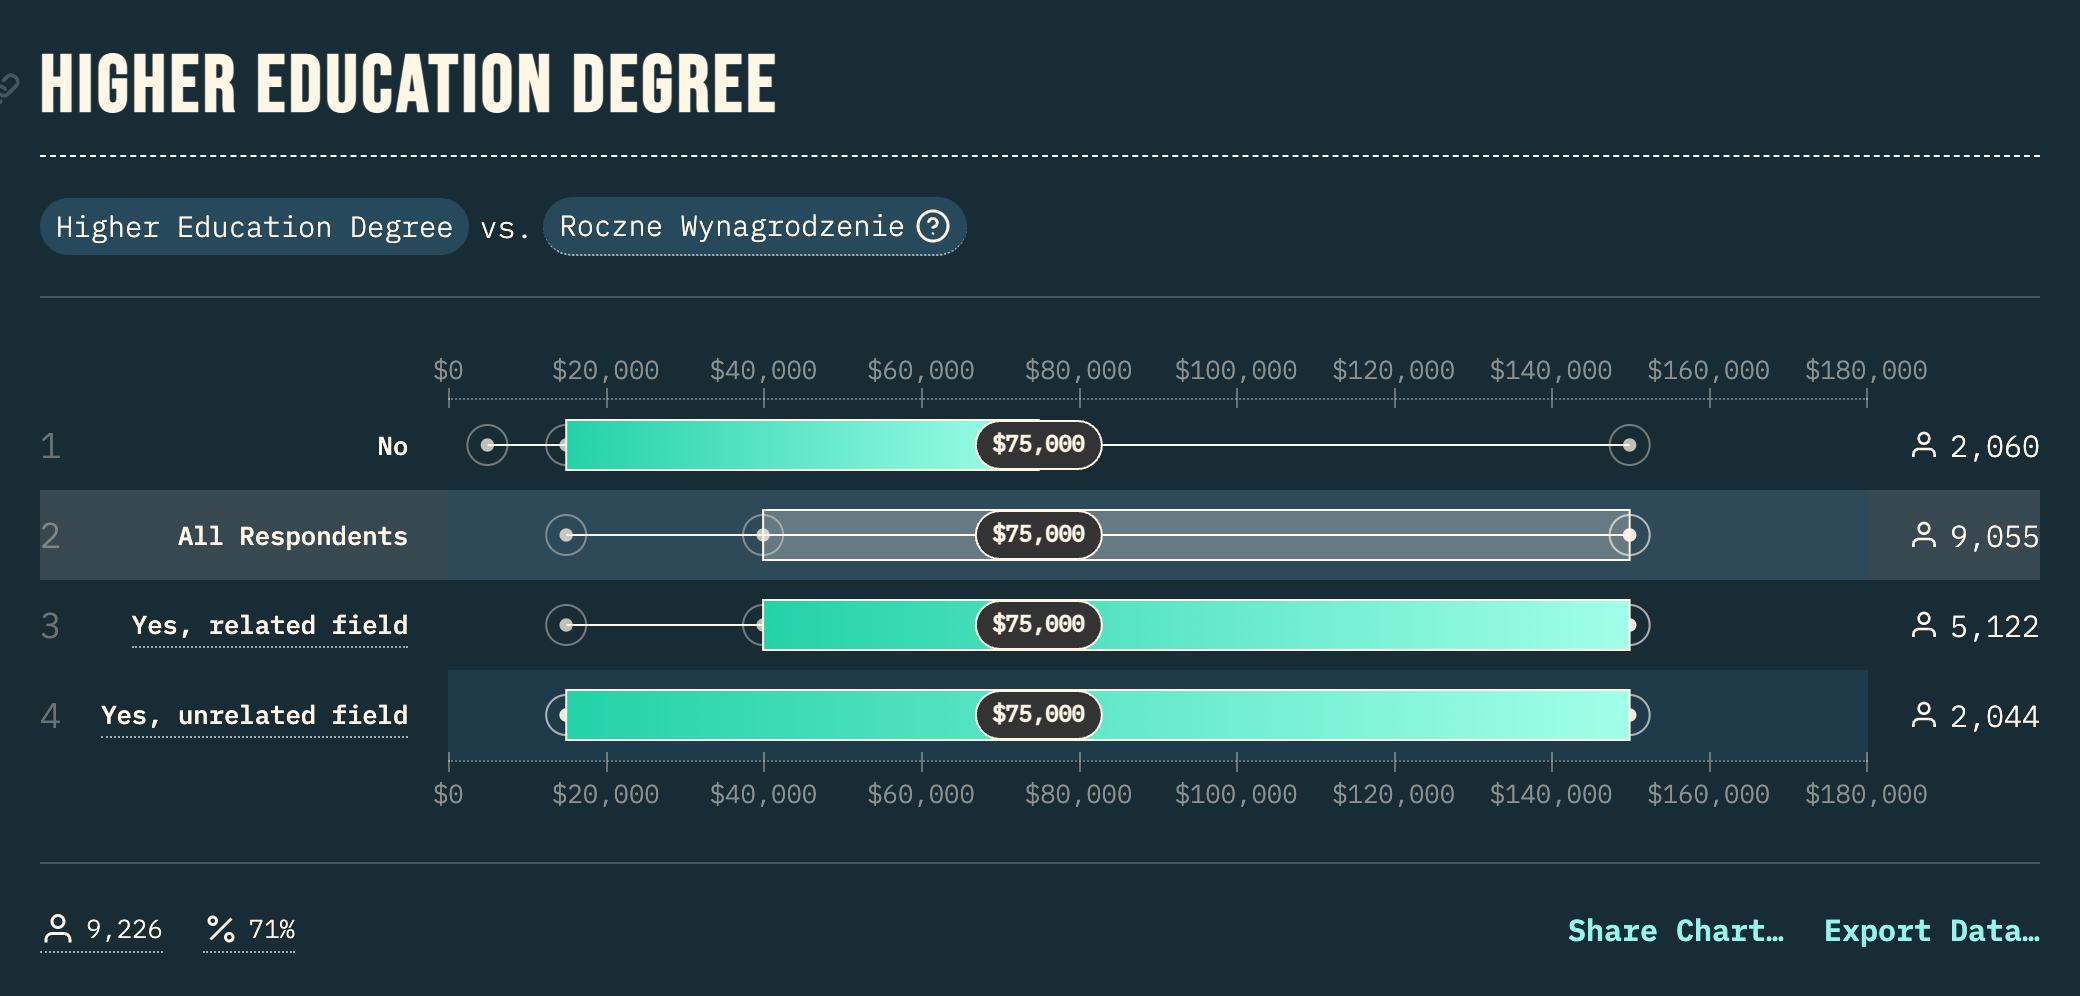 HIGHER EDUCATION DEGREE
Higher Education Degree vs. Roczne Wynagrodzenie ?
$0 $20,000 $40,000 $60,000 $80,000 $100,000 $120,000 $140,000 $160,000 $180,000
1 No $75,000 2,060
2 All Respondents $75,000 9,055
3 Yes, related field $75,000 5,122
4 Yes, unrelated field $75,000 2,044
$0 $20,000 $40,000 $60,000 $80,000 $100,000 $120,000 $140,000 $160,000 $180,000
9,226 % 71% Share Chart… Export Data…